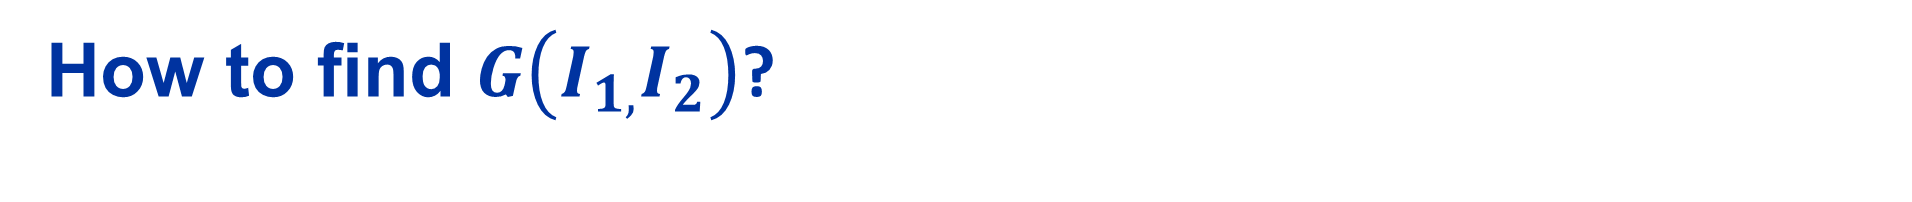 How to find G(I₁,I₂)?